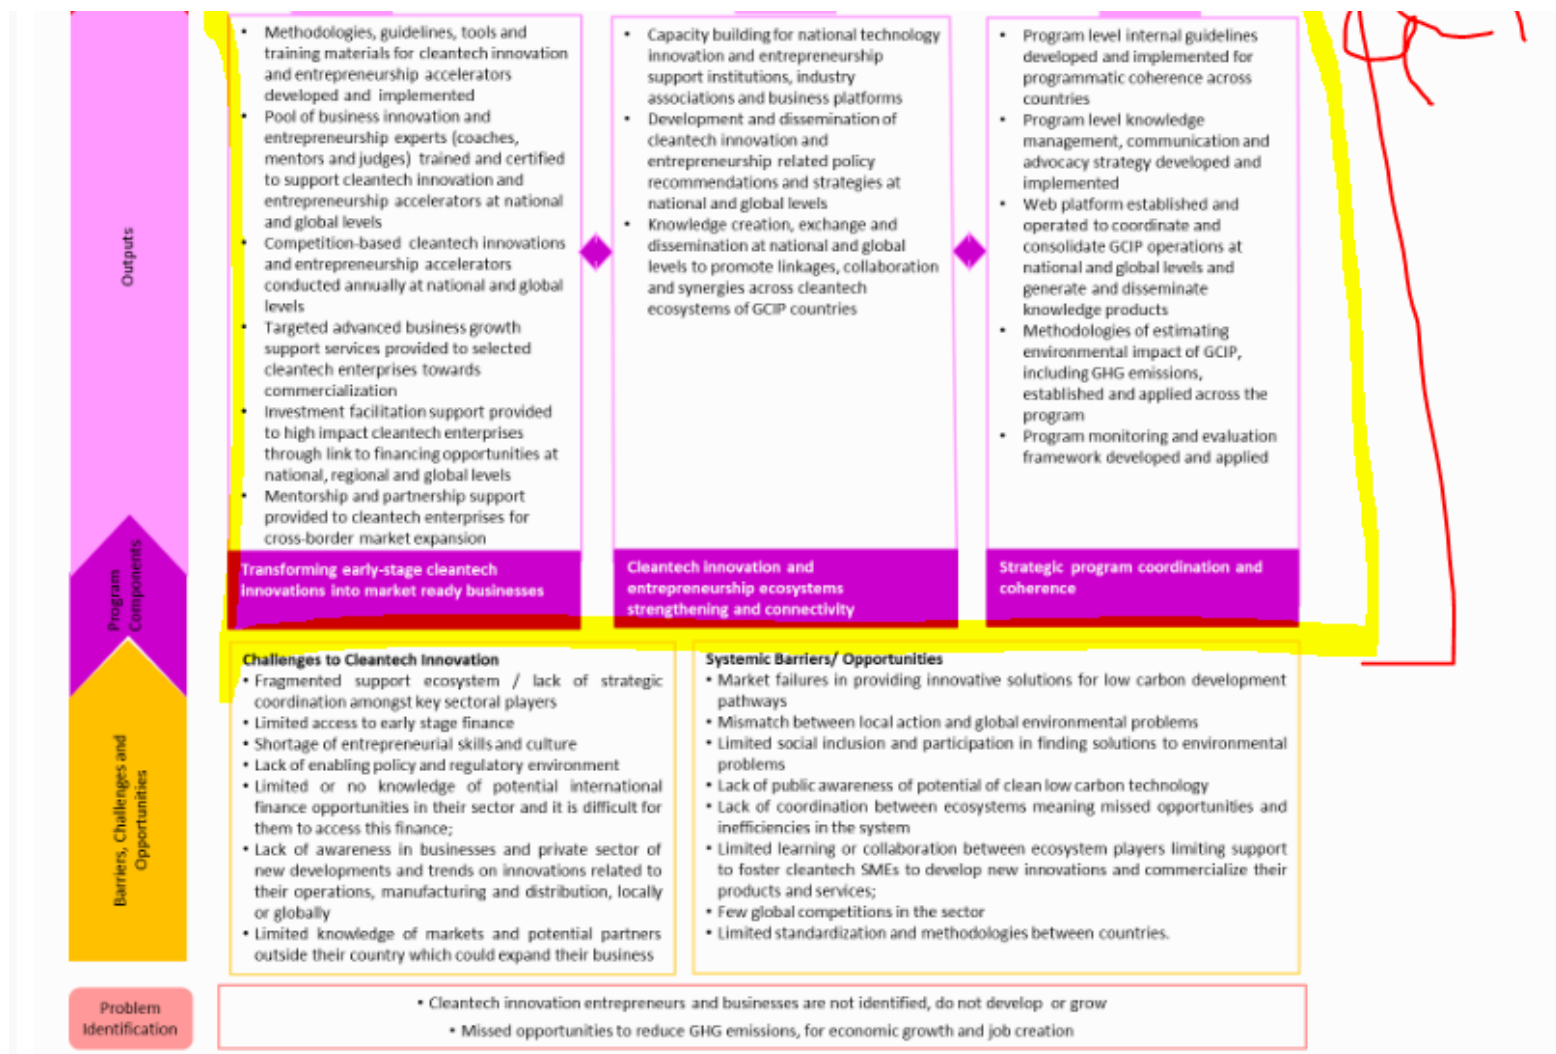 Outputs
• Methodologies, guidelines, tools and
training materials for cleantech innovation
and entrepreneurship accelerators
developed and implemented
• Pool of business innovation and
entrepreneurship experts (coaches,
mentors and judges) trained and certified
to support cleantech innovation and
entrepreneurship accelerators at national
and global levels
• Competition-based cleantech innovations
and entrepreneurship accelerators
conducted annually at national and global
levels
• Targeted advanced business growth
support services provided to selected
cleantech enterprises towards
commercialization
• Investment facilitation support provided
to high impact cleantech enterprises
through link to financing opportunities at
national, regional and global levels
• Mentorship and partnership support
provided to cleantech enterprises for
cross-border market expansion
• Capacity building for national technology
innovation and entrepreneurship
support institutions, industry
associations and business platforms
• Development and dissemination of
cleantech innovation and
entrepreneurship related policy
recommendations and strategies at
national and global levels
• Knowledge creation, exchange and
dissemination at national and global
levels to promote linkages, collaboration
and synergies across cleantech
ecosystems of GCIP countries
• Program level internal guidelines
developed and implemented for
programmatic coherence across
countries
• Program level knowledge
management, communication and
advocacy strategy developed and
implemented
• Web platform established and
operated to coordinate and
consolidate GCIP operations at
national and global levels and
generate and disseminate
knowledge products
• Methodologies of estimating
environmental impact of GCIP,
including GHG emissions,
established and applied across the
program
• Program monitoring and evaluation
framework developed and applied
Program
Components
Transforming early-stage cleantech
innovations into market ready businesses
Cleantech innovation and
entrepreneurship ecosystems
strengthening and connectivity
Strategic program coordination and
coherence
Barriers, Challenges and
Opportunities
Challenges to Cleantech Innovation
• Fragmented support ecosystem / lack of strategic
coordination amongst key sectoral players
• Limited access to early stage finance
• Shortage of entrepreneurial skills and culture
• Lack of enabling policy and regulatory environment
• Limited or no knowledge of potential international
finance opportunities in their sector and it is difficult for
them to access this finance;
• Lack of awareness in businesses and private sector of
new developments and trends on innovations related to
their operations, manufacturing and distribution, locally
or globally
• Limited knowledge of markets and potential partners
outside their country which could expand their business
Systemic Barriers/ Opportunities
• Market failures in providing innovative solutions for low carbon development
pathways
• Mismatch between local action and global environmental problems
• Limited social inclusion and participation in finding solutions to environmental
problems
• Lack of public awareness of potential of clean low carbon technology
• Lack of coordination between ecosystems meaning missed opportunities and
inefficiencies in the system
• Limited learning or collaboration between ecosystem players limiting support
to foster cleantech SMEs to develop new innovations and commercialize their
products and services;
• Few global competitions in the sector
• Limited standardization and methodologies between countries.
Problem
Identification
• Cleantech innovation entrepreneurs and businesses are not identified, do not develop or grow
• Missed opportunities to reduce GHG emissions, for economic growth and job creation